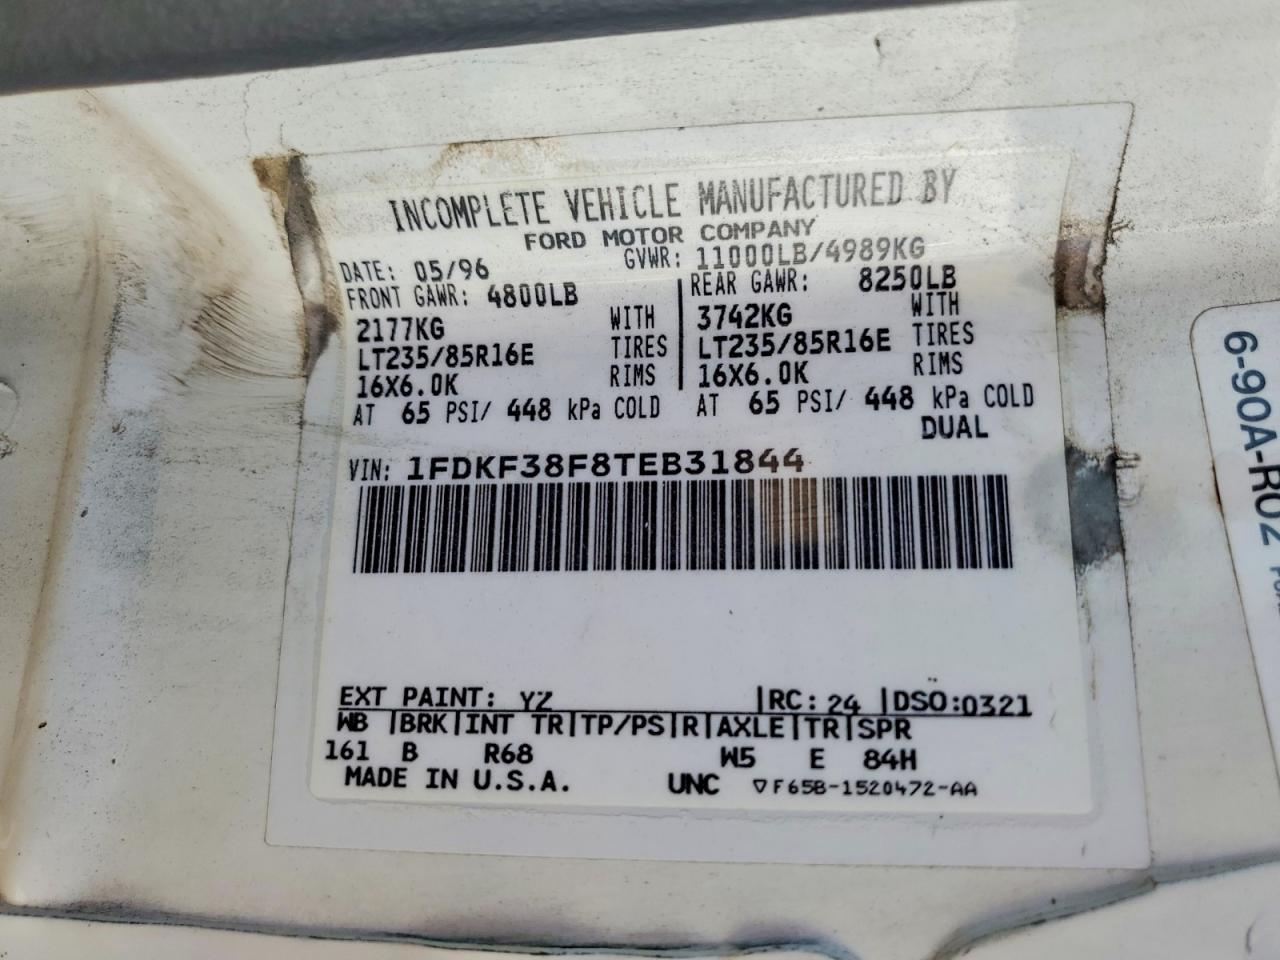 INCOMPLETE VEHICLE MANUFACTURED BY
FORD MOTOR COMPANY
DATE: 05/96 GVWR: 11000LB/4989KG
FRONT GAWR: 4800LB REAR GAWR: 8250LB
2177KG WITH 3742KG WITH
LT235/85R16E TIRES LT235/85R16E TIRES
16X6.0K RIMS 16X6.0K RIMS
AT 65 PSI/ 448 kPa COLD AT 65 PSI/ 448 kPa COLD
DUAL
VIN: 1FDKF38F8TEB31844
EXT PAINT: YZ |RC: 24 |DSO:0321
WB |BRK|INT TR|TP/PS|R|AXLE|TR|SPR
161 B R68 W5 E 84H
MADE IN U.S.A. UNC ▽F65B-1520472-AA
6-90A-R02